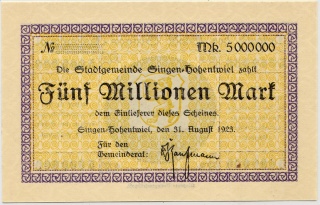 No
Mk. 5000000
Die Stadtgemeinde Singen-Hohentwiel zahlt
Fünf Millionen Mark
dem Einlieferer dieses Scheines.
Singen-Hohentwiel, den 31. August 1923.
Für den
Gemeinderat: